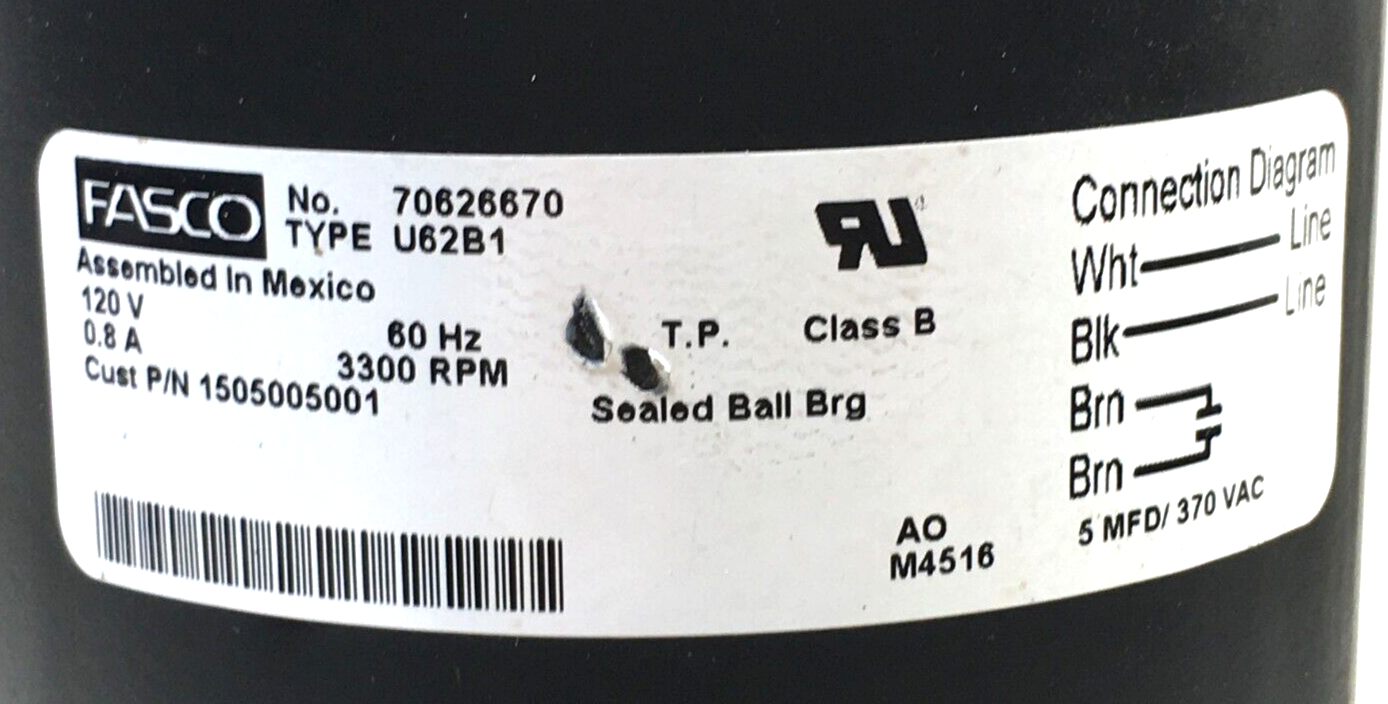 FASCO
No. 70626670
TYPE U62B1
Assembled In Mexico
120 V
0.8 A 60 Hz
3300 RPM
Cust P/N 1505005001
T.P. Class B
Sealed Ball Brg
AO
M4516
Connection Diagram
Wht Line
Blk Line
Brn
Brn
5 MFD/ 370 VAC